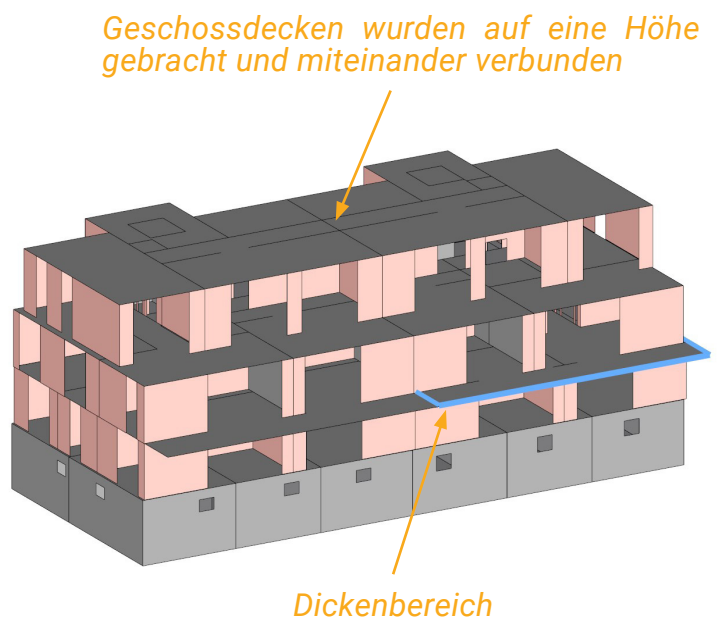 Geschossdecken wurden auf eine Höhe
gebracht und miteinander verbunden
Dickenbereich